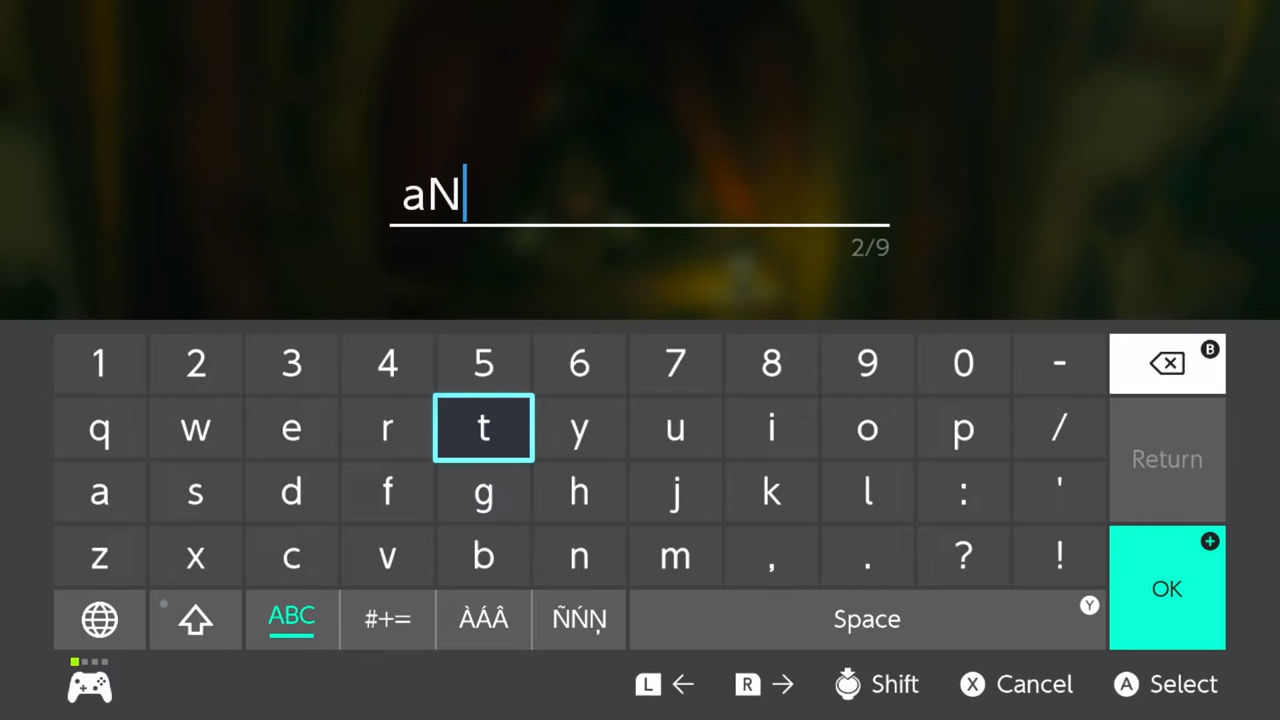 aN
2/9
1 2 3 4 5 6 7 8 9 0 - B
q w e r t y u i o p / Return
a s d f g h j k l : '
z x c v b n m , . ? ! + OK
ABC #+= ÀÁÂ ÑŃŅ Space Y
L ← R → Shift X Cancel A Select